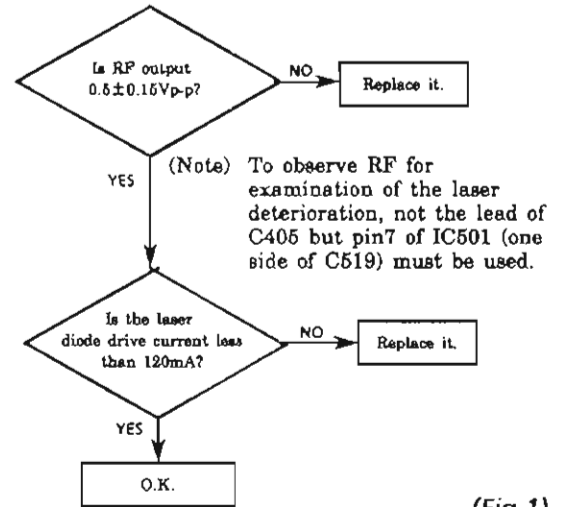 Is RF output
0.5±0.15Vp-p?
NO
Replace it.
YES
(Note) To observe RF for
examination of the laser
deterioration, not the lead of
C405 but pin7 of IC501 (one
side of C519) must be used.
Is the laser
diode drive current less
than 120mA?
NO
Replace it.
YES
O.K.
(Fig. 1)